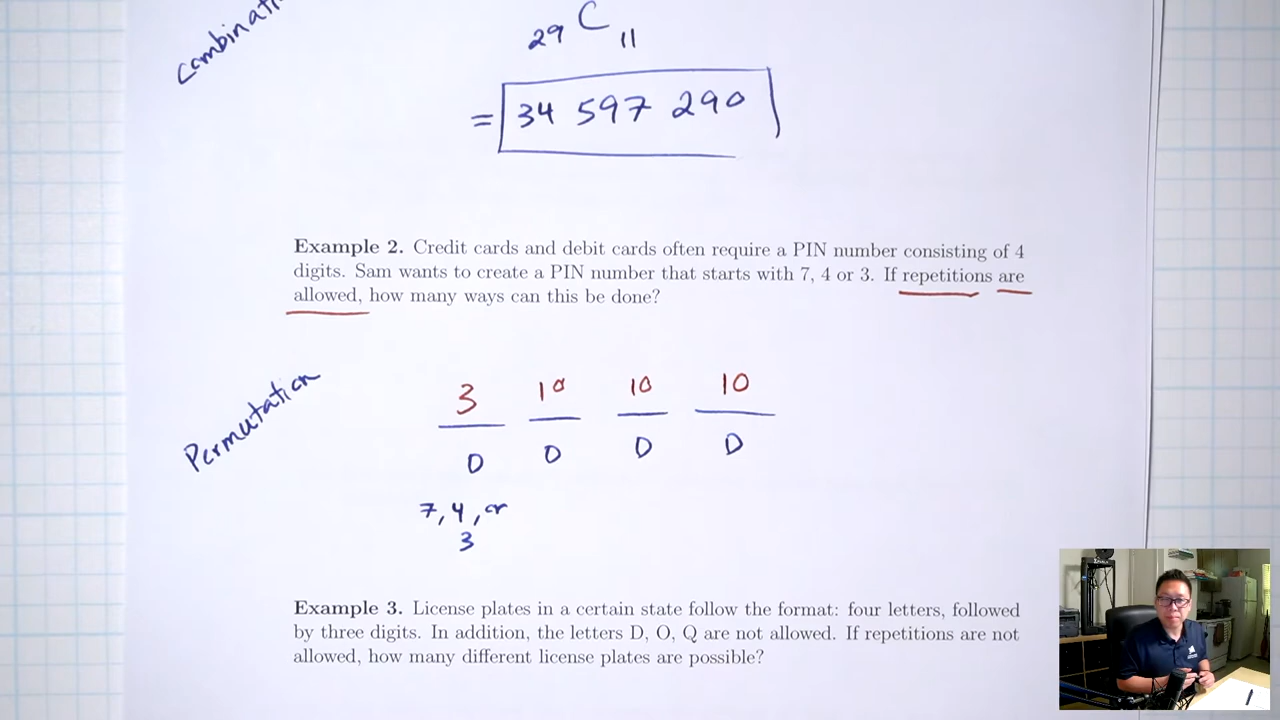 29 C 11
= 34 597 290
Example 2. Credit cards and debit cards often require a PIN number consisting of 4
digits. Sam wants to create a PIN number that starts with 7, 4 or 3. If repetitions are
allowed, how many ways can this be done?
Permutation
3 10 10 10
D D D D
7, 4, or
3
Example 3. License plates in a certain state follow the format: four letters, followed
by three digits. In addition, the letters D, O, Q are not allowed. If repetitions are not
allowed, how many different license plates are possible?